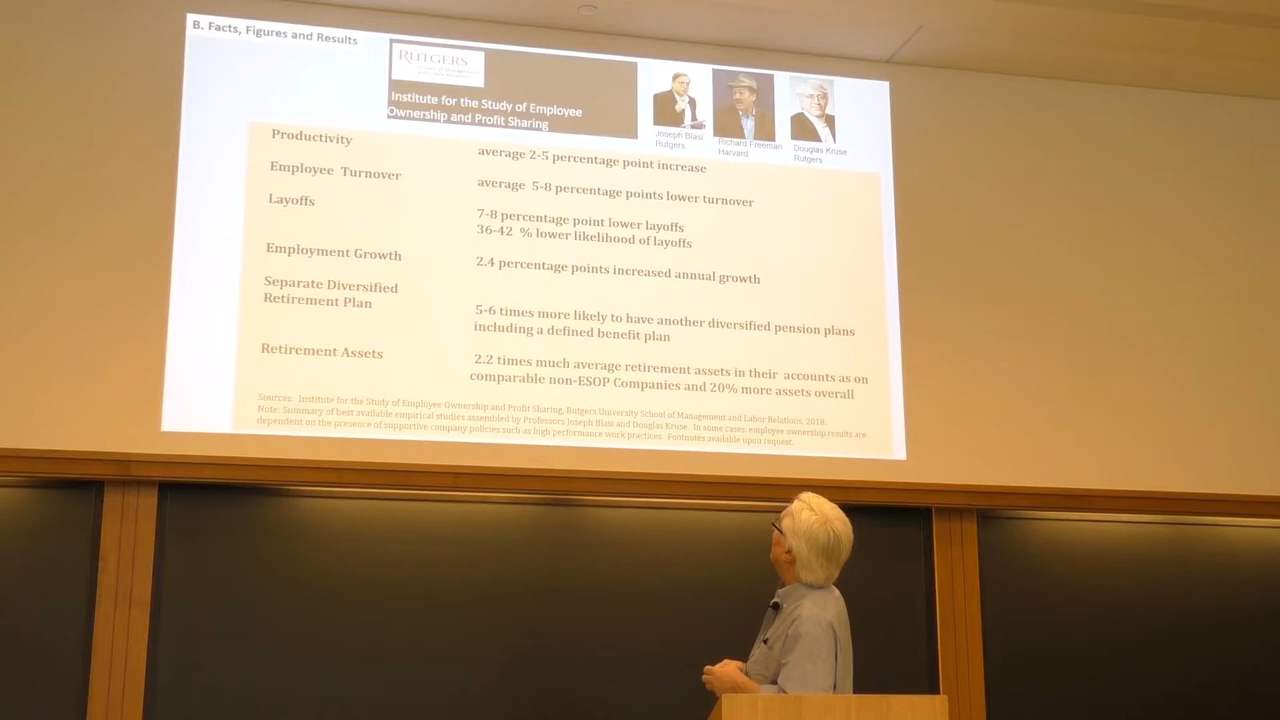 B. Facts, Figures and Results
RUTGERS
School of Management
and Labor Relations
Institute for the Study of Employee
Ownership and Profit Sharing
Joseph Blasi
Rutgers
Richard Freeman
Harvard
Douglas Kruse
Rutgers
Productivity
average 2-5 percentage point increase
Employee Turnover
average 5-8 percentage points lower turnover
Layoffs
7-8 percentage point lower layoffs
36-42 % lower likelihood of layoffs
Employment Growth
2.4 percentage points increased annual growth
Separate Diversified
Retirement Plan
5-6 times more likely to have another diversified pension plans
including a defined benefit plan
Retirement Assets
2.2 times much average retirement assets in their accounts as on
comparable non-ESOP Companies and 20% more assets overall
Sources: Institute for the Study of Employee Ownership and Profit Sharing, Rutgers University School of Management and Labor Relations, 2018.
Note: Summary of best available empirical studies assembled by Professors Joseph Blasi and Douglas Kruse. In some cases, employee ownership results are
dependent on the presence of supportive company policies such as high performance work practices. Footnotes available upon request.